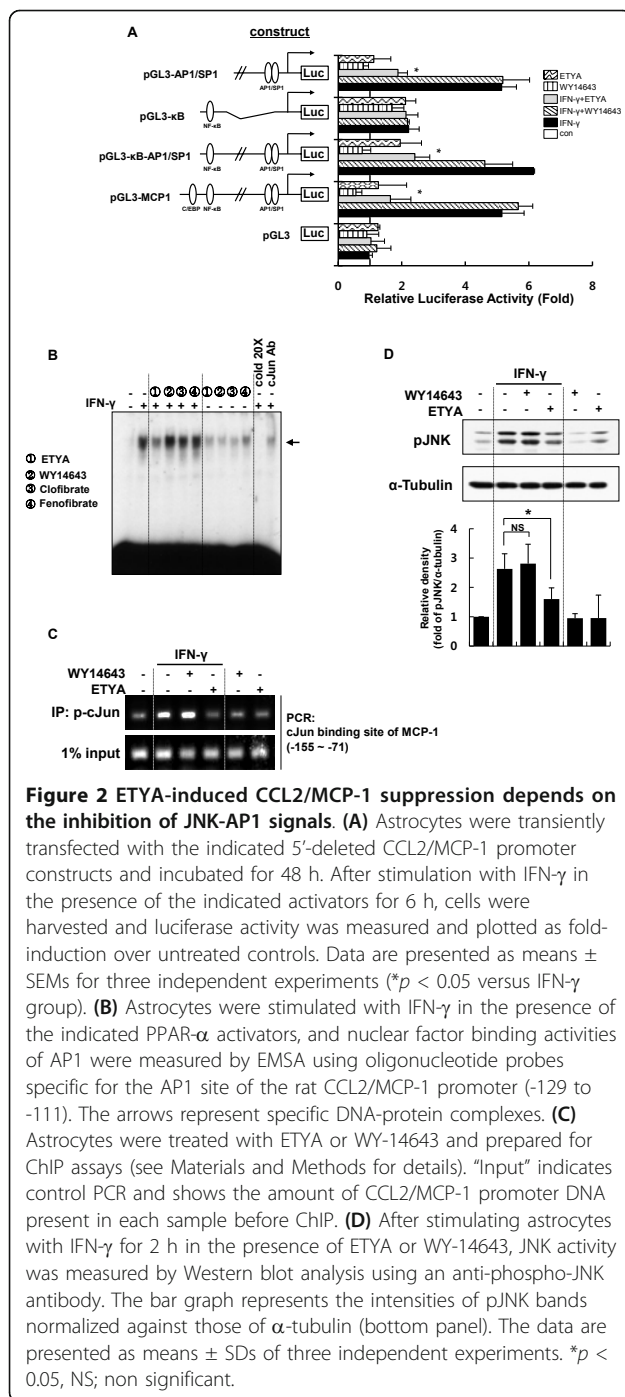 A
construct
pGL3-AP1/SP1
AP1/SP1
Luc
*
pGL3-κB
NF-κB
Luc
pGL3-κB-AP1/SP1
NF-κB
AP1/SP1
Luc
*
pGL3-MCP1
C/EBP
NF-κB
AP1/SP1
Luc
*
pGL3
Luc
ETYA
WY14643
IFN-γ+ETYA
IFN-γ+WY14643
IFN-γ
con
0 2 4 6 8
Relative Luciferase Activity (Fold)
B
① ② ③ ④ ① ② ③ ④ cold 20X cJun Ab
- - - - - -
IFN-γ - + + + + + - - - - + +
① ETYA
② WY14643
③ Clofibrate
④ Fenofibrate
C
IFN-γ
WY14643 - - + - + -
ETYA - - - + - +
IP: p-cJun
1% input
PCR:
cJun binding site of MCP-1
(-155 ~ -71)
D
IFN-γ
WY14643 - - + - + -
ETYA - - - + - +
pJNK
α-Tubulin
Relative density
(fold of pJNK/α-tubulin)
4
3
2
1
0
NS
*
Figure 2 ETYA-induced CCL2/MCP-1 suppression depends on
the inhibition of JNK-AP1 signals. (A) Astrocytes were transiently
transfected with the indicated 5'-deleted CCL2/MCP-1 promoter
constructs and incubated for 48 h. After stimulation with IFN-γ in
the presence of the indicated activators for 6 h, cells were
harvested and luciferase activity was measured and plotted as fold-
induction over untreated controls. Data are presented as means ±
SEMs for three independent experiments (*p < 0.05 versus IFN-γ
group). (B) Astrocytes were stimulated with IFN-γ in the presence of
the indicated PPAR-α activators, and nuclear factor binding activities
of AP1 were measured by EMSA using oligonucleotide probes
specific for the AP1 site of the rat CCL2/MCP-1 promoter (-129 to
-111). The arrows represent specific DNA-protein complexes. (C)
Astrocytes were treated with ETYA or WY-14643 and prepared for
ChIP assays (see Materials and Methods for details). "Input" indicates
control PCR and shows the amount of CCL2/MCP-1 promoter DNA
present in each sample before ChIP. (D) After stimulating astrocytes
with IFN-γ for 2 h in the presence of ETYA or WY-14643, JNK activity
was measured by Western blot analysis using an anti-phospho-JNK
antibody. The bar graph represents the intensities of pJNK bands
normalized against those of α-tubulin (bottom panel). The data are
presented as means ± SDs of three independent experiments. *p <
0.05, NS; non significant.